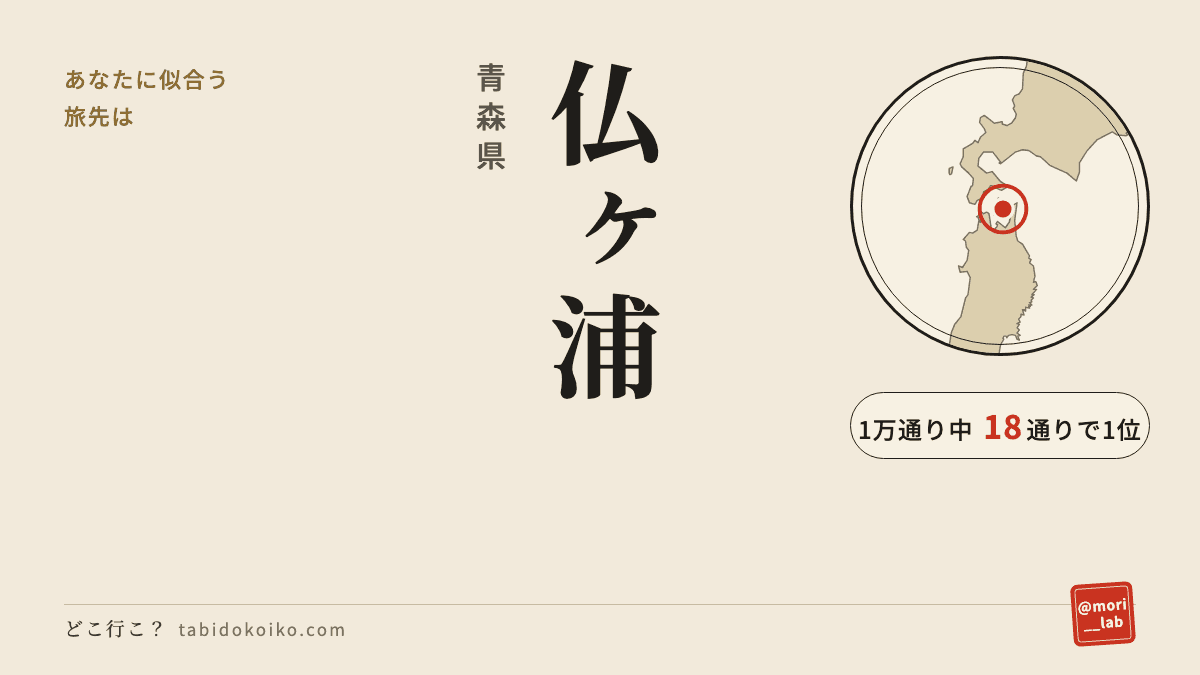 あなたに似合う
旅先は
仏ヶ浦
青森県
1万通り中 18通りで1位
どこ行こ？ tabidokoiko.com
@mori
__lab